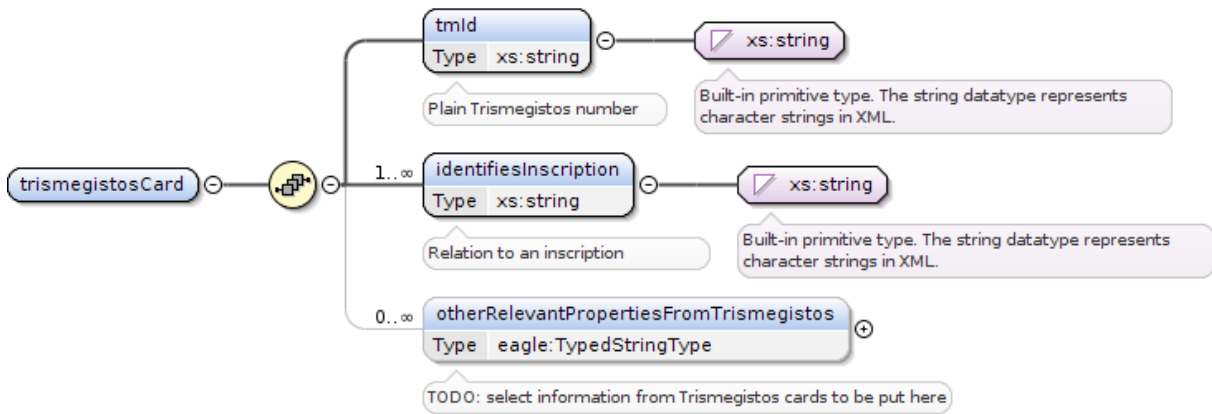 tmId
Type xs:string
xs:string
Plain Trismegistos number
Built-in primitive type. The string datatype represents
character strings in XML.
trismegistosCard
1..∞
identifiesInscription
Type xs:string
xs:string
Relation to an inscription
Built-in primitive type. The string datatype represents
character strings in XML.
0..∞
otherRelevantPropertiesFromTrismegistos
Type eagle:TypedStringType
TODO: select information from Trismegistos cards to be put here